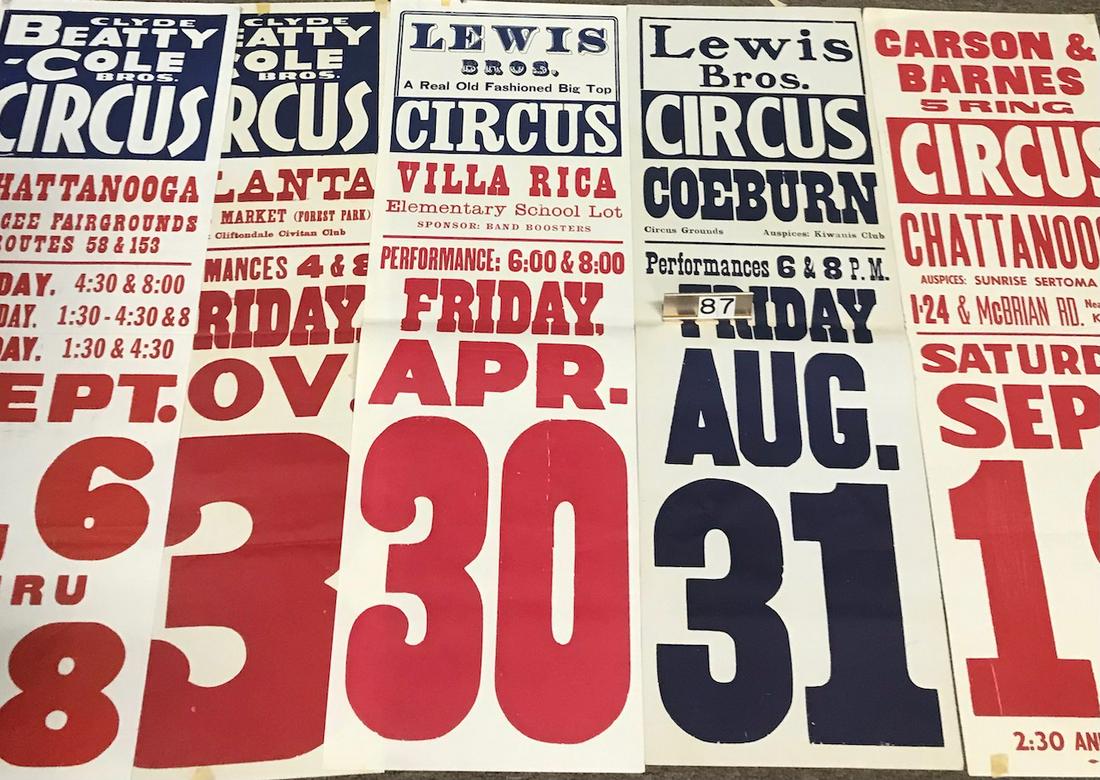 CLYDE
BEATTY
-COLE
BROS.
CIRCUS
HATTANOOGA
GEE FAIRGROUNDS
ROUTES 58 & 153
DAY. 4:30 & 8:00
DAY. 1:30 - 4:30 & 8
DAY. 1:30 & 4:30
EPT.
6
RU
8
CLYDE
EATTY
OLE
BROS.
RCUS
LANTA
MARKET (FOREST PARK)
: Cliftondale Civitan Club
MANCES 4 & 8
RIDAY,
OV.
3
LEWIS
BROS.
A Real Old Fashioned Big Top
CIRCUS
VILLA RICA
Elementary School Lot
SPONSOR: BAND BOOSTERS
PERFORMANCE: 6:00 & 8:00
FRIDAY,
APR.
30
Lewis
Bros.
CIRCUS
COEBURN
Circus Grounds Auspices: Kiwanis Club
Performances 6 & 8 P.M.
87
FRIDAY
AUG.
31
CARSON &
BARNES
5 RING
CIRCUS
CHATTANOO
AUSPICES: SUNRISE SERTOMA
I-24 & McBRIAN RD. Nea
SATURD
SEP
1
2:30 AN